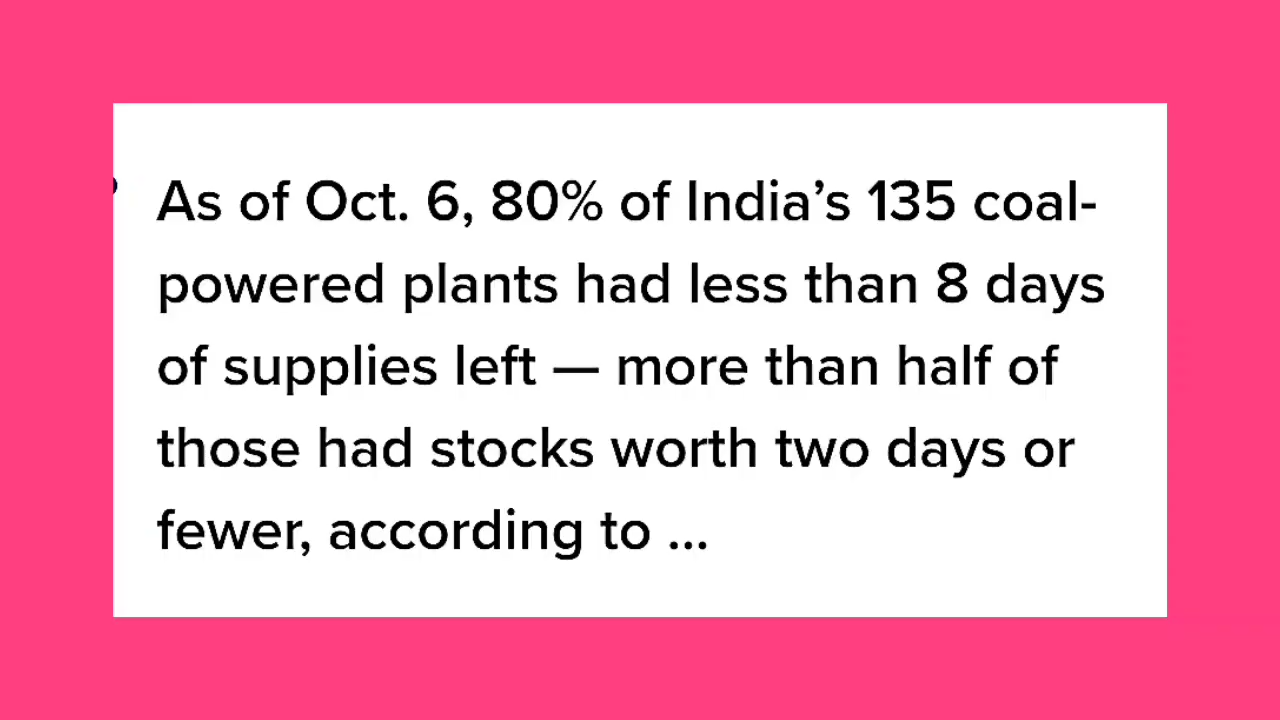 As of Oct. 6, 80% of India’s 135 coal-
powered plants had less than 8 days
of supplies left — more than half of
those had stocks worth two days or
fewer, according to ...